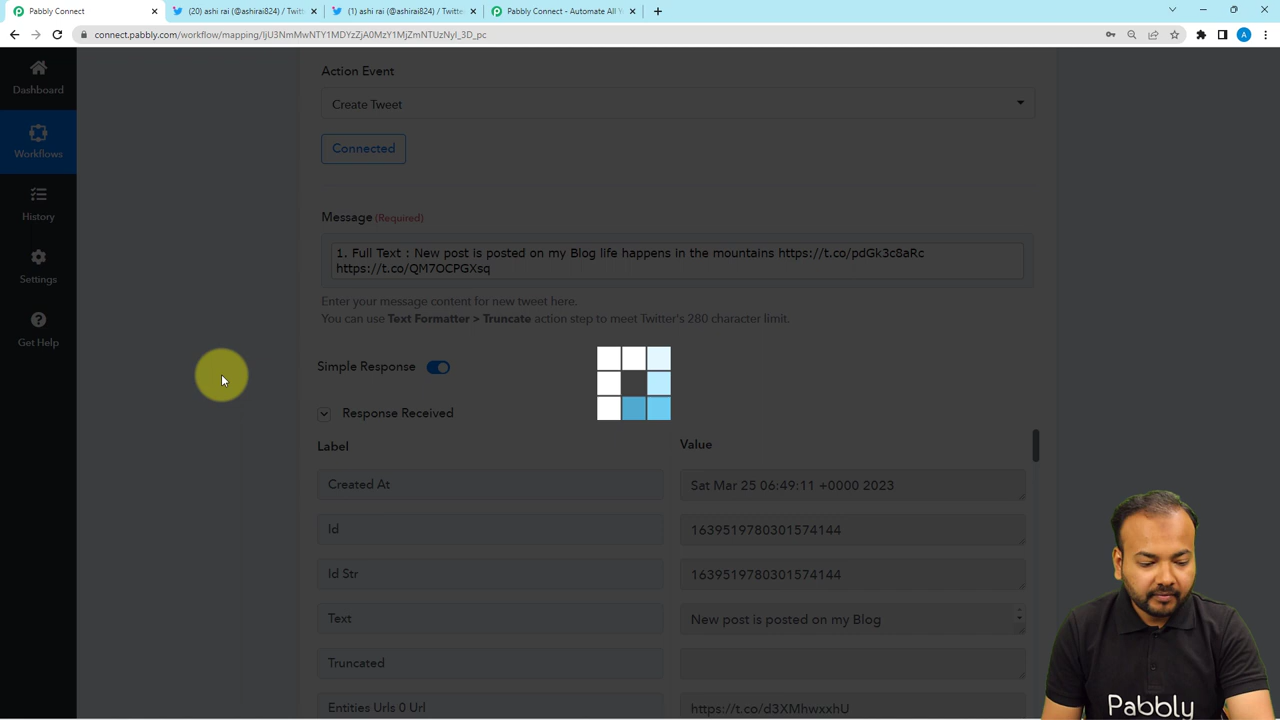 Pabbly Connect
(20) ashi rai (@ashirai824) / Twitt
(1) ashi rai (@ashirai824) / Twitte
Pabbly Connect - Automate All Y
connect.pabbly.com/workflow/mapping/IjU3NmMwNTY1MDYzZjA0MzY1MjZmNTUzNyI_3D_pc
A
Dashboard
Workflows
History
Settings
Get Help
Action Event
Create Tweet
Connected
Message (Required)
1. Full Text : New post is posted on my Blog life happens in the mountains https://t.co/pdGk3c8aRc
https://t.co/QM7OCPGXsq
Enter your message content for new tweet here.
You can use Text Formatter > Truncate action step to meet Twitter's 280 character limit.
Simple Response
Response Received
Label
Value
Created At
Sat Mar 25 06:49:11 +0000 2023
Id
1639519780301574144
Id Str
1639519780301574144
Text
New post is posted on my Blog
Truncated
Entities Urls 0 Url
https://t.co/d3XMhwxxhU
Pabbly